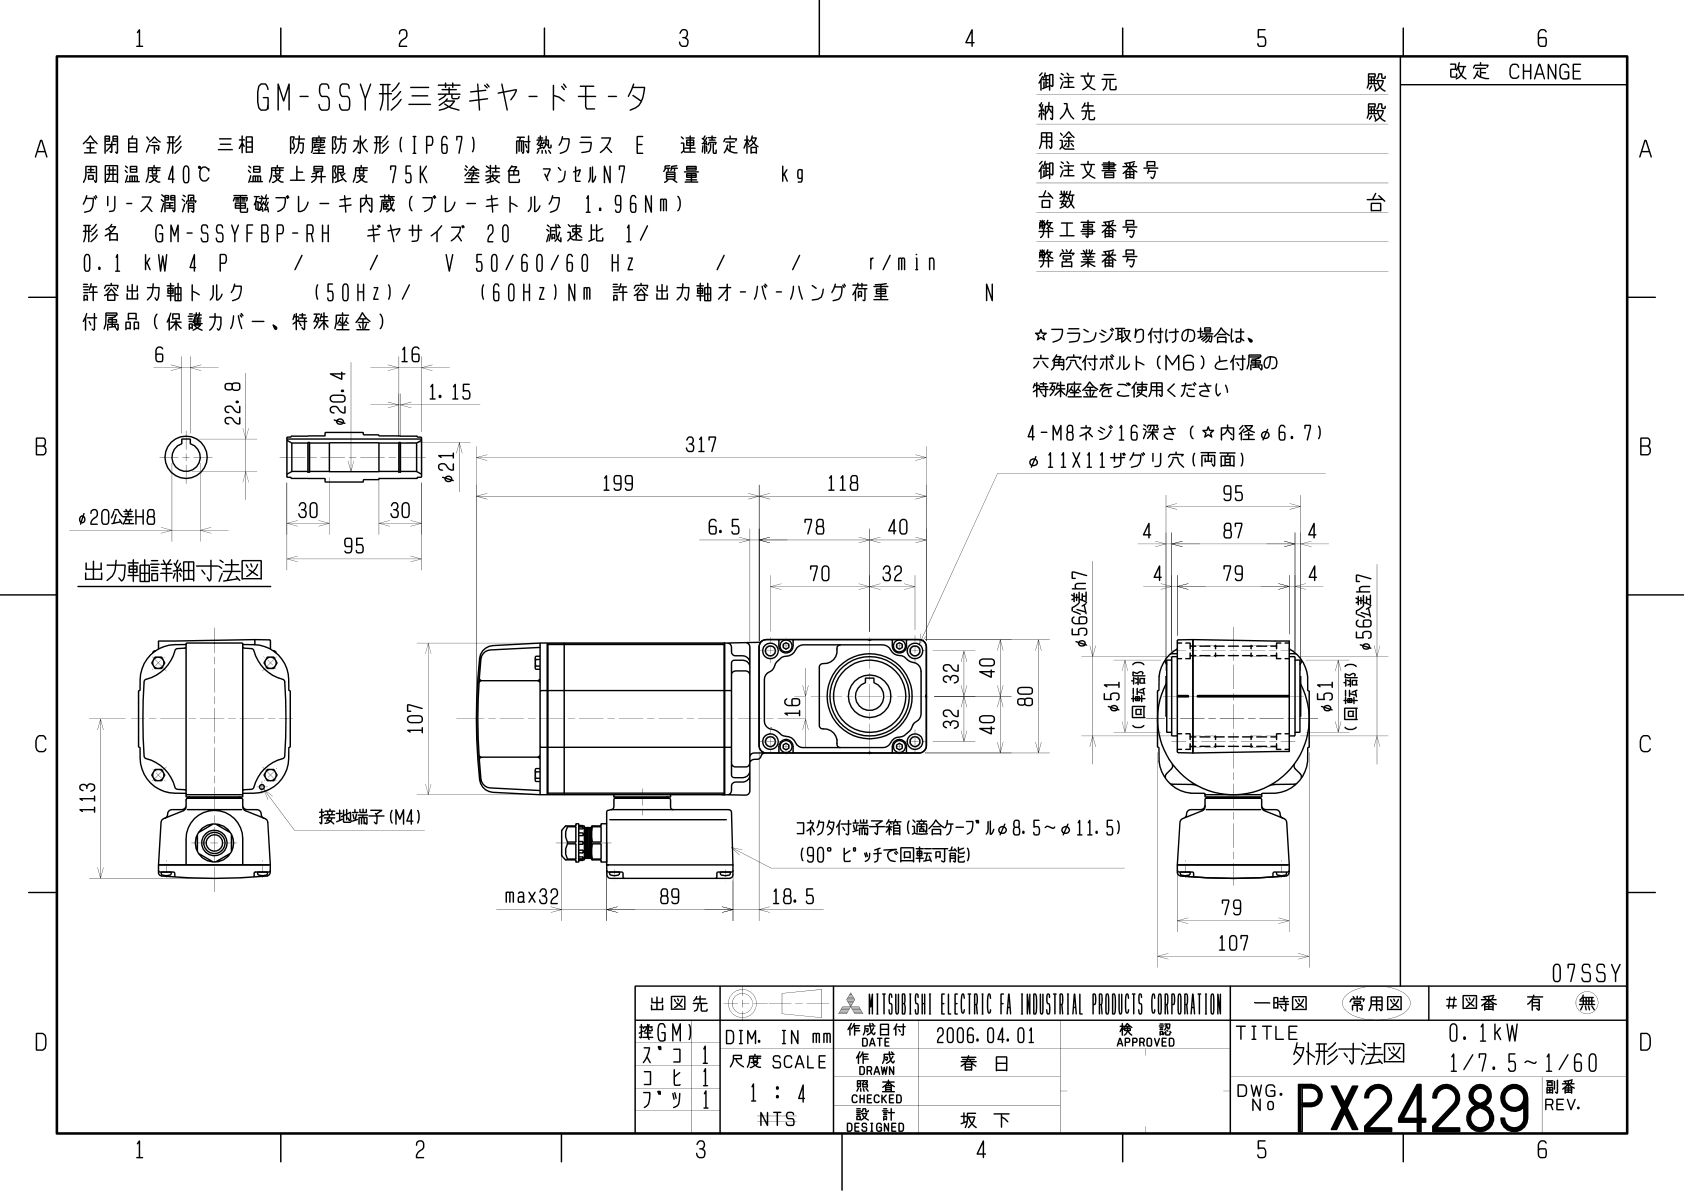 1 2 3 4 5 6
改定 CHANGE
A A
B B
C C
D D
GM-SSY形三菱ギヤ-ドモ-タ
全閉自冷形 三相 防塵防水形(IP67) 耐熱クラス E 連続定格
周囲温度40℃ 温度上昇限度 75K 塗装色 マンセルN7 質量 kg
グリ-ス潤滑 電磁ブレ-キ内蔵(ブレ-キトルク 1.96Nm)
形名 GM-SSYFBP-RH ギヤサイズ 20 減速比 1/
0.1 kW 4 P / / V 50/60/60 Hz / / r/min
許容出力軸トルク (50Hz)/ (60Hz)Nm 許容出力軸オ-バ-ハング荷重 N
付属品(保護カバー、特殊座金)
御注文元 殿
納入先 殿
用途
御注文書番号
台数 台
弊工事番号
弊営業番号
☆フランジ取り付けの場合は、
六角穴付ボルト(M6)と付属の
特殊座金をご使用ください
4-M8ネジ16深さ(☆内径φ6.7)
φ11X11ザグリ穴(両面)
6
22.8
φ20公差H8
φ20.4
16
1.15
φ21
30 30
95
出力軸詳細寸法図
317
199 118
6.5 78 40
70 32
107
16
32 40
32 40
80
95
4 87 4
4 79 4
φ56公差h7
φ56公差h7
φ51
(回転部)
φ51
(回転部)
113
接地端子(M4)
コネクタ付端子箱(適合ケーブルφ8.5~φ11.5)
(90°ピッチで回転可能)
max32 89 18.5
79
107
07SSY
出図先
GM)
スﾞコ 1
コヒ 1
フﾞツ 1
DIM. IN mm
尺度 SCALE
1 : 4
NTS
MITSUBISHI ELECTRIC FA INDUSTRIAL PRODUCTS CORPORATION
作成日付 DATE 2006.04.01
検 認 APPROVED
作 成 DRAWN 春 日
照 査 CHECKED
設 計 DESIGNED 坂 下
一時図 常用図 #図番 有 無
TITLE
外形寸法図
0.1kW
1/7.5~1/60
DWG. No PX24289
副番 REV.
1 2 3 4 5 6